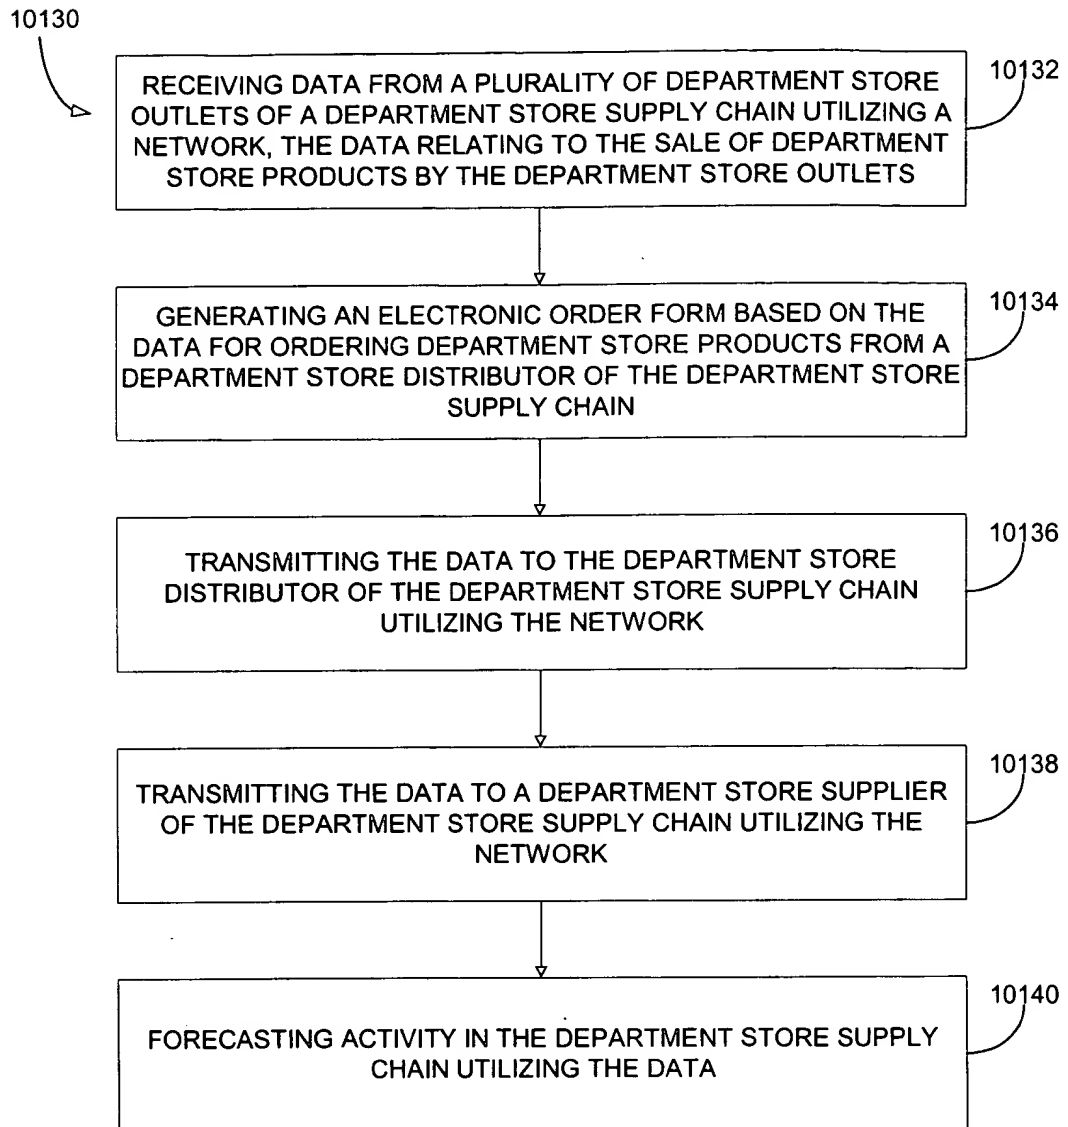 10130
RECEIVING DATA FROM A PLURALITY OF DEPARTMENT STORE
OUTLETS OF A DEPARTMENT STORE SUPPLY CHAIN UTILIZING A
NETWORK, THE DATA RELATING TO THE SALE OF DEPARTMENT
STORE PRODUCTS BY THE DEPARTMENT STORE OUTLETS
10132
GENERATING AN ELECTRONIC ORDER FORM BASED ON THE
DATA FOR ORDERING DEPARTMENT STORE PRODUCTS FROM A
DEPARTMENT STORE DISTRIBUTOR OF THE DEPARTMENT STORE
SUPPLY CHAIN
10134
TRANSMITTING THE DATA TO THE DEPARTMENT STORE
DISTRIBUTOR OF THE DEPARTMENT STORE SUPPLY CHAIN
UTILIZING THE NETWORK
10136
TRANSMITTING THE DATA TO A DEPARTMENT STORE SUPPLIER
OF THE DEPARTMENT STORE SUPPLY CHAIN UTILIZING THE
NETWORK
10138
FORECASTING ACTIVITY IN THE DEPARTMENT STORE SUPPLY
CHAIN UTILIZING THE DATA
10140